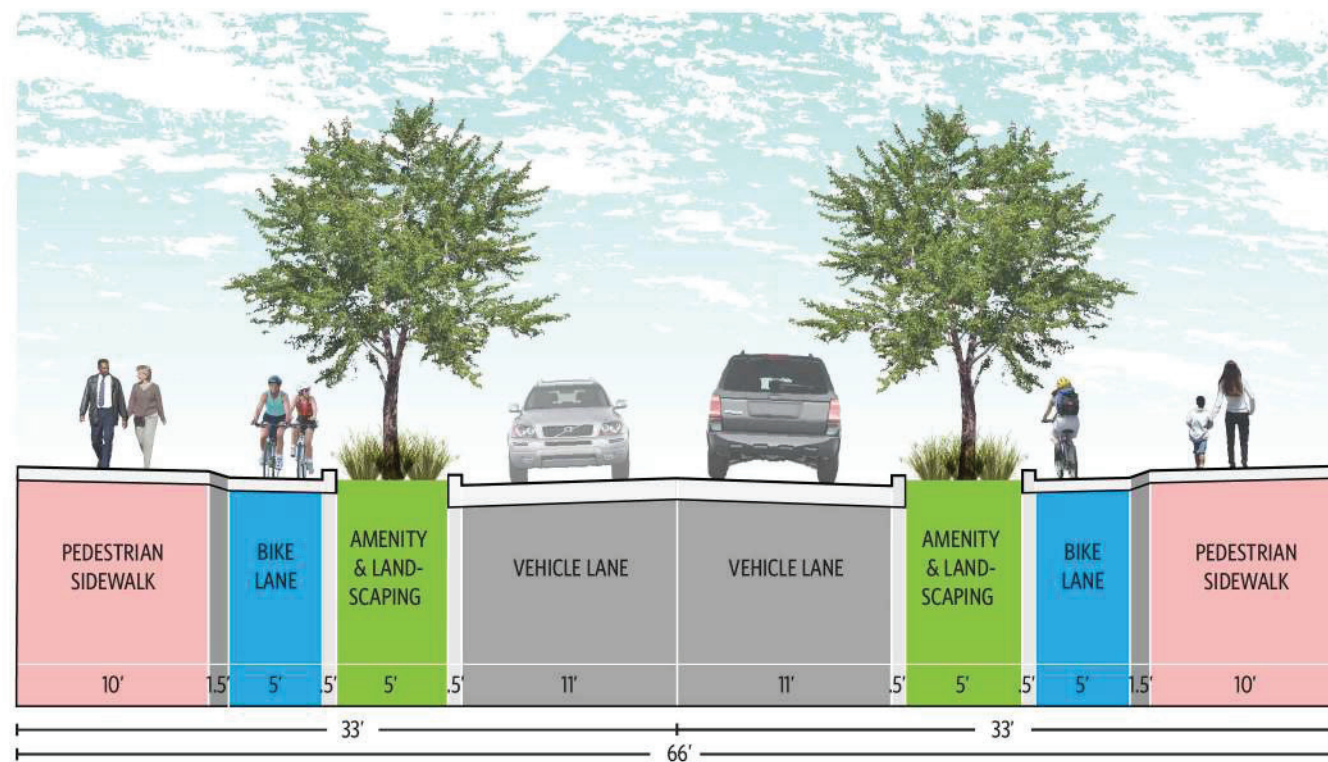 PEDESTRIAN
SIDEWALK
BIKE
LANE
AMENITY
& LAND-
SCAPING
VEHICLE LANE
VEHICLE LANE
AMENITY
& LAND-
SCAPING
BIKE
LANE
PEDESTRIAN
SIDEWALK
10' 1.5' 5' .5' 5' .5' 11' 11' .5' 5' .5' 5' 1.5' 10'
33' 33'
66'